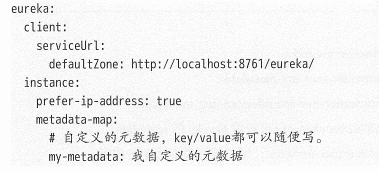 eureka:
  client:
    serviceUrl:
      defaultZone: http://localhost:8761/eureka/
  instance:
    prefer-ip-address: true
    metadata-map:
      # 自定义的元数据，key/value都可以随便写。
      my-metadata: 我自定义的元数据